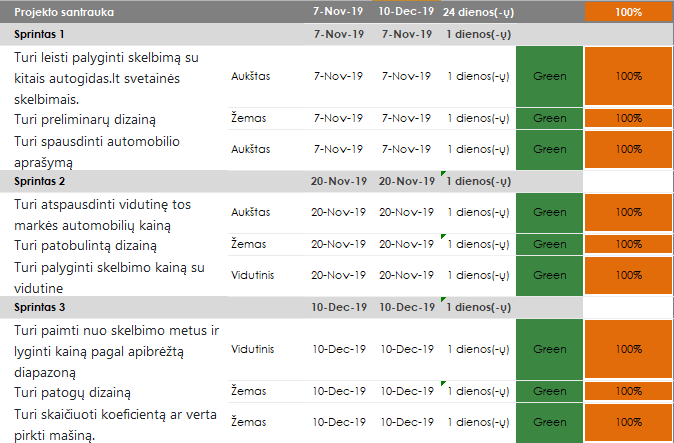 Projekto santrauka 7-Nov-19 10-Dec-19 24 dienos(-ų) 100%
Sprintas 1 7-Nov-19 7-Nov-19 1 dienos(-ų)
Turi leisti palyginti skelbimą su
kitais autogidas.lt svetainės Aukštas 7-Nov-19 7-Nov-19 1 dienos(-ų) Green 100%
skelbimais.
Turi preliminarų dizainą Žemas 7-Nov-19 7-Nov-19 1 dienos(-ų) Green 100%
Turi spausdinti automobilio Aukštas 7-Nov-19 7-Nov-19 1 dienos(-ų) Green 100%
aprašymą
Sprintas 2 20-Nov-19 20-Nov-19 1 dienos(-ų)
Turi atspausdinti vidutinę tos Aukštas 20-Nov-19 20-Nov-19 1 dienos(-ų) Green 100%
markės automobilių kainą
Turi patobulintą dizainą Žemas 20-Nov-19 20-Nov-19 1 dienos(-ų) Green 100%
Turi palyginti skelbimo kainą su Vidutinis 20-Nov-19 20-Nov-19 1 dienos(-ų) Green 100%
vidutine
Sprintas 3 10-Dec-19 10-Dec-19 1 dienos(-ų)
Turi paimti nuo skelbimo metus ir
lyginti kainą pagal apibrėžtą Vidutinis 10-Dec-19 10-Dec-19 1 dienos(-ų) Green 100%
diapazoną
Turi patogų dizainą Žemas 10-Dec-19 10-Dec-19 1 dienos(-ų) Green 100%
Turi skaičiuoti koeficientą ar verta Žemas 10-Dec-19 10-Dec-19 1 dienos(-ų) Green 100%
pirkti mašiną.